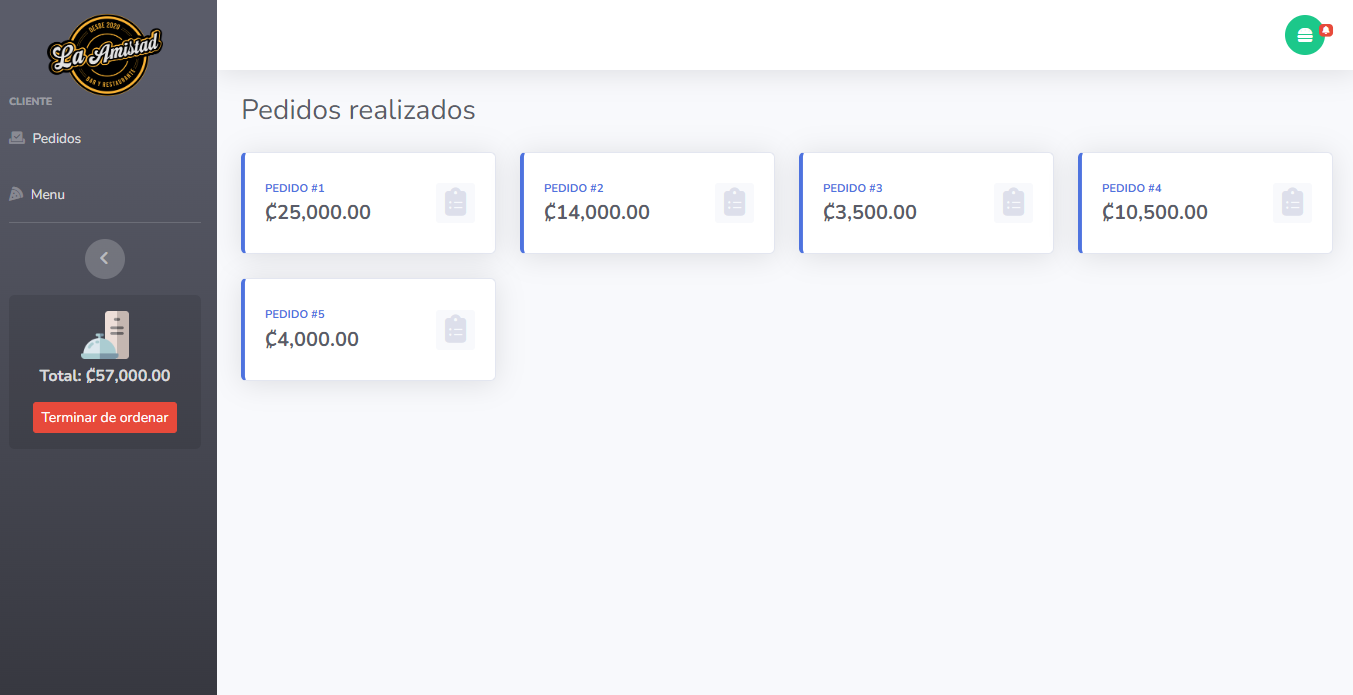 DESDE 2020
La Amistad
BAR Y RESTAURANTE
CLIENTE
Pedidos
Menu
Total: ₡57,000.00
Terminar de ordenar
Pedidos realizados
PEDIDO #1
₡25,000.00
PEDIDO #2
₡14,000.00
PEDIDO #3
₡3,500.00
PEDIDO #4
₡10,500.00
PEDIDO #5
₡4,000.00